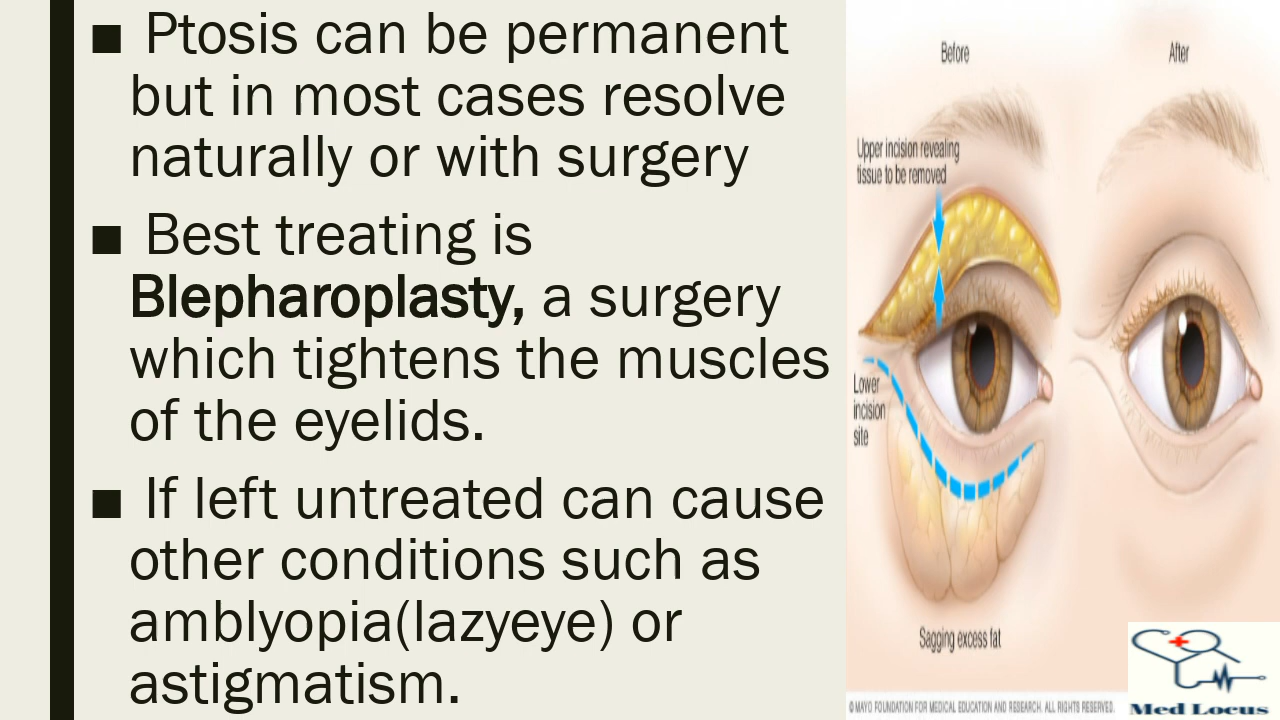 ■ Ptosis can be permanent
but in most cases resolve
naturally or with surgery
■ Best treating is
Blepharoplasty, a surgery
which tightens the muscles
of the eyelids.
■ If left untreated can cause
other conditions such as
amblyopia(lazyeye) or
astigmatism.
Before
After
Upper incision revealing
tissue to be removed
Lower
incision
site
Sagging excess fat
© MAYO FOUNDATION FOR MEDICAL EDUCATION AND RESEARCH. ALL RIGHTS RESERVED.
Med Locus